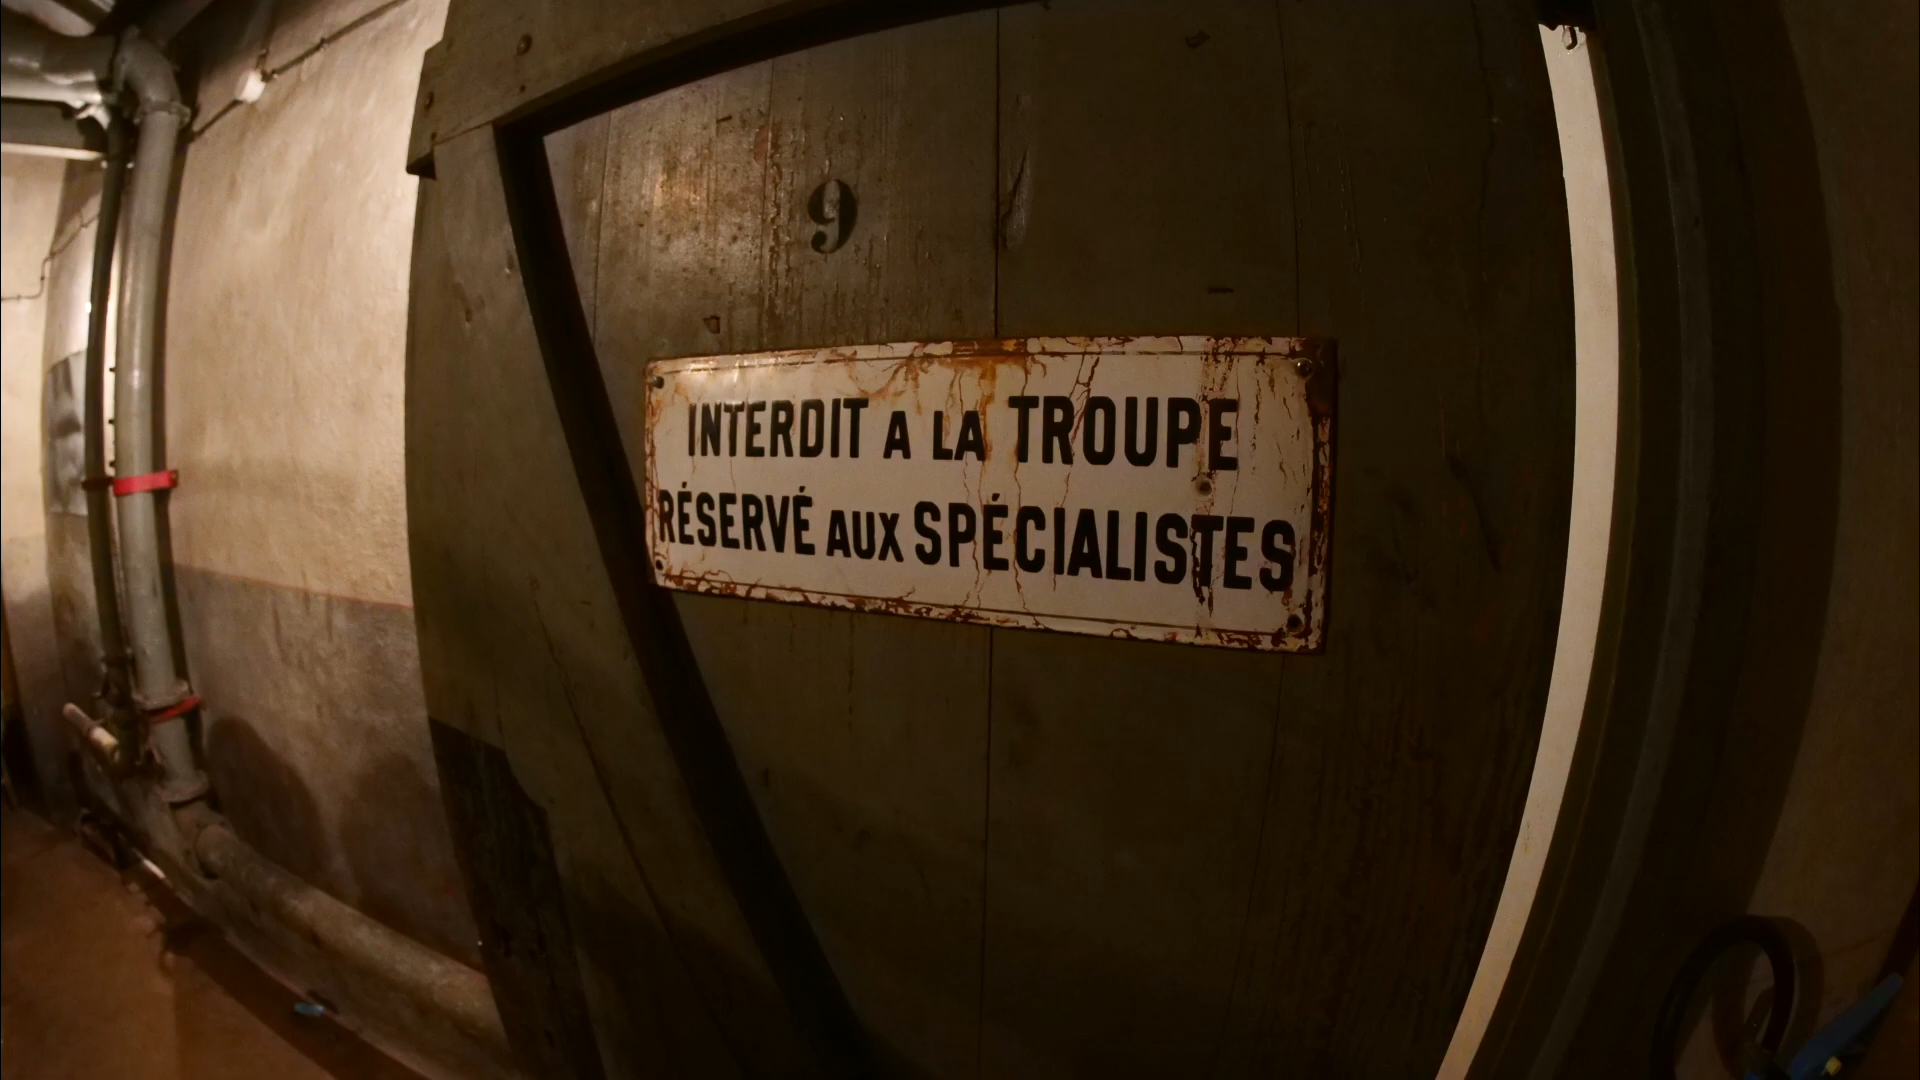 9
INTERDIT A LA TROUPE
RÉSERVÉ AUX SPÉCIALISTES